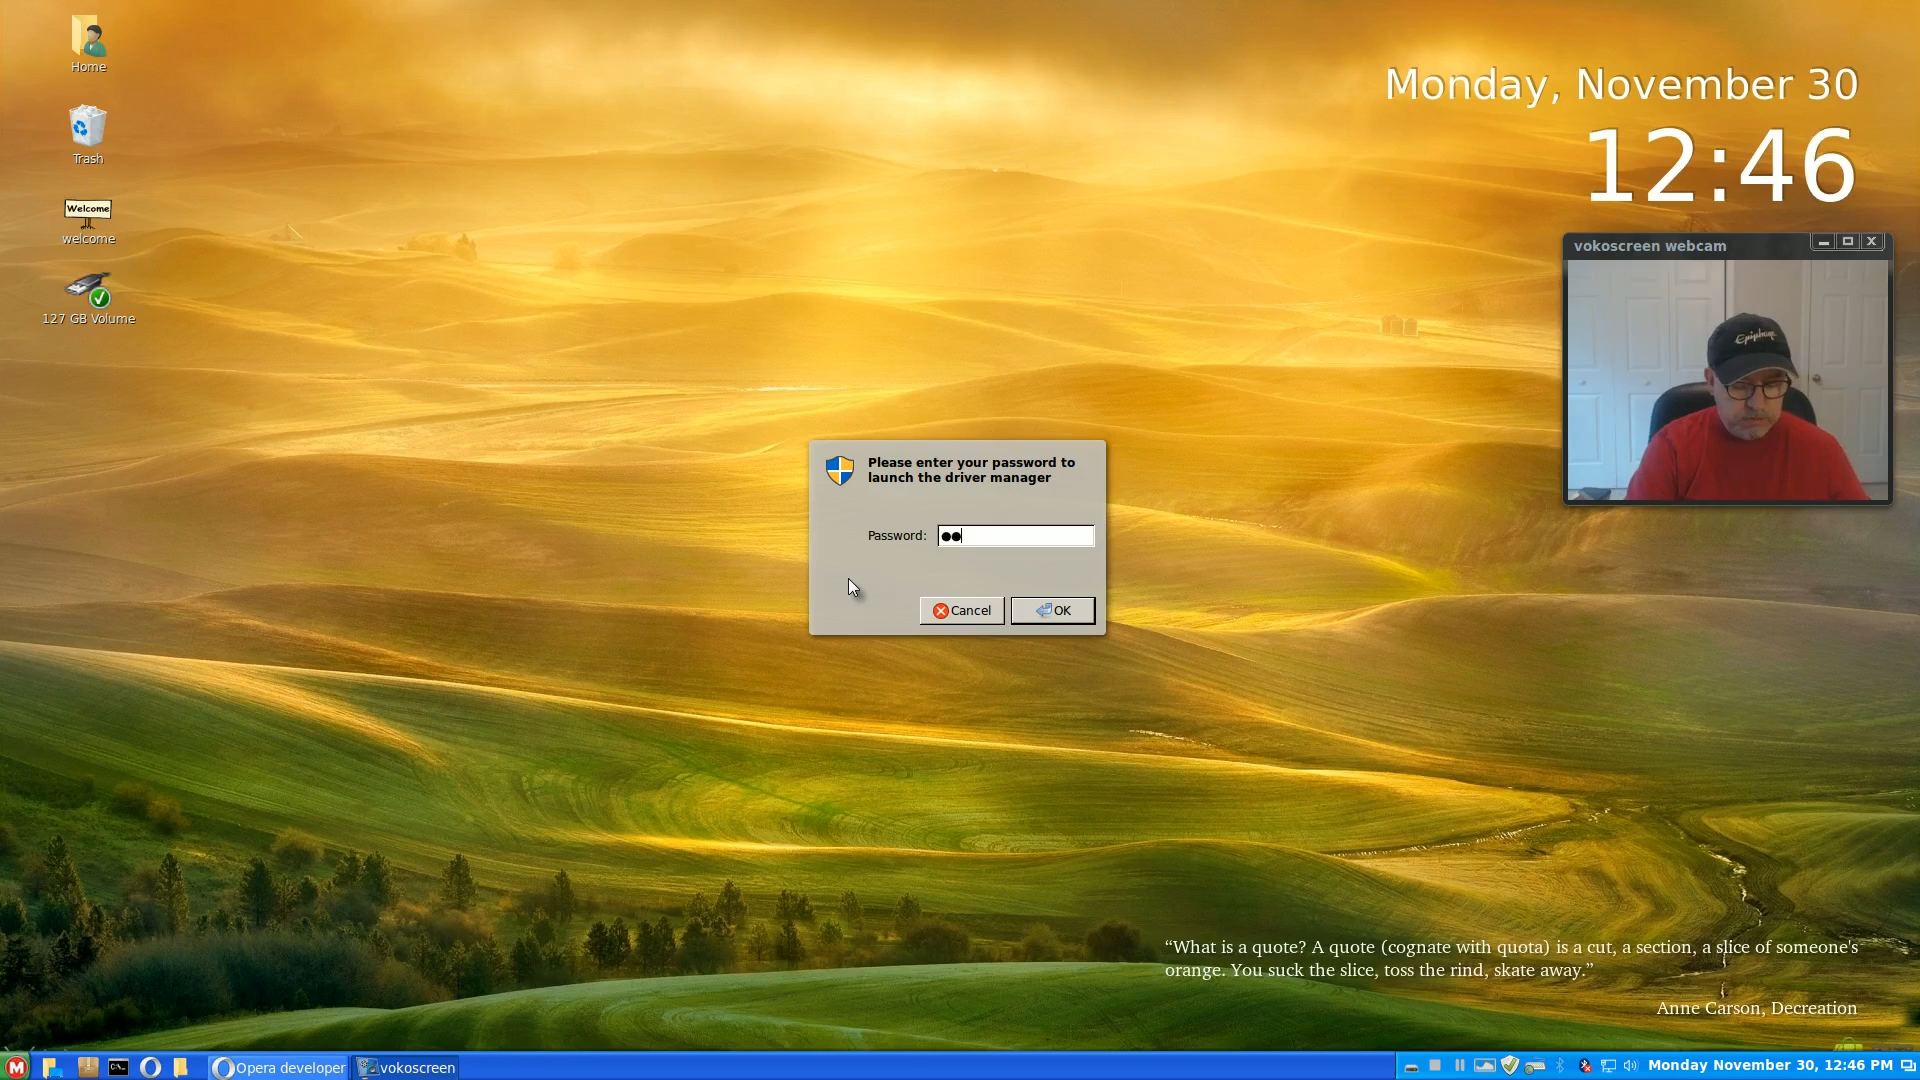 Home
Trash
Welcome
welcome
127 GB Volume
Monday, November 30
12:46
vokoscreen webcam
Epiphone
Please enter your password to
launch the driver manager
Password:
Cancel
OK
“What is a quote? A quote (cognate with quota) is a cut, a section, a slice of someone's
orange. You suck the slice, toss the rind, skate away.”
Anne Carson, Decreation
Opera developer
vokoscreen
Monday November 30, 12:46 PM